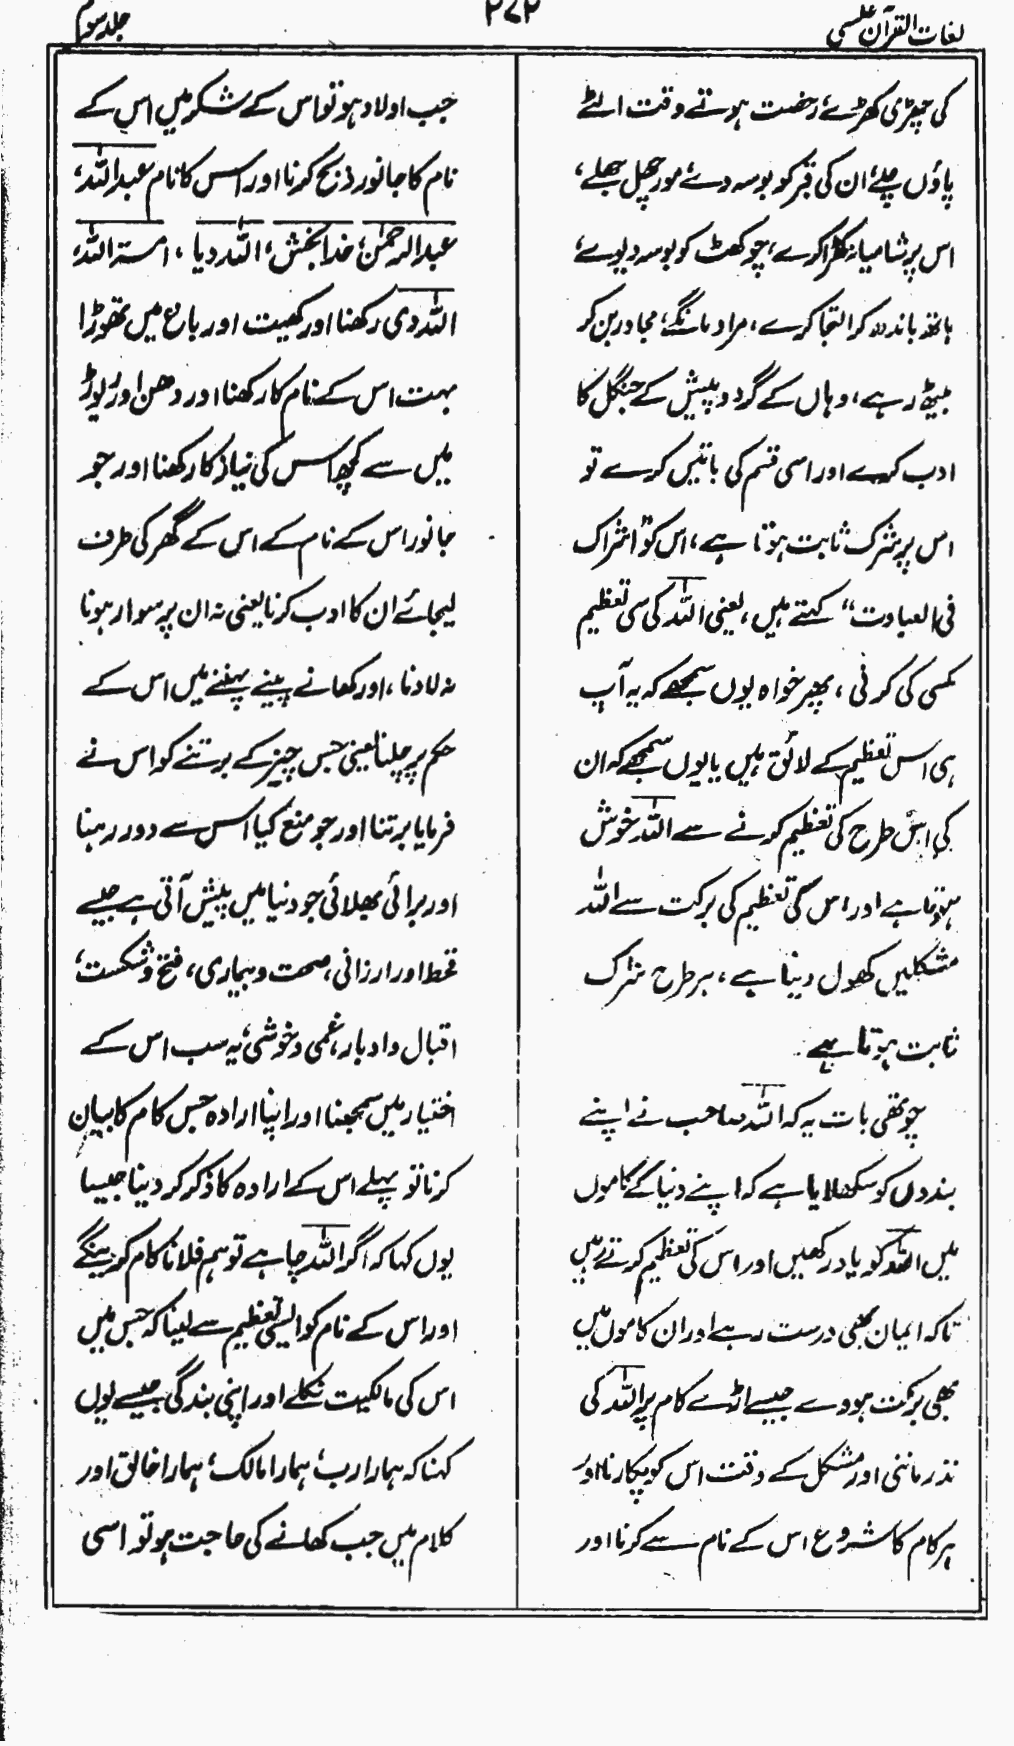 لغات القرآن عکسی
۲۷۲
جلد سوم
کی چھڑی کھڑے، رخصت ہوتے وقت الٹے
پاؤں چلے، ان کی قبر کو بوسہ دے، مورچھل جھلے،
اس پر شامیانہ کھڑا کرے، چوکھٹ کو بوسہ دیوے،
ہاتھ باندھ کر التجا کرے، مراد مانگے، مجاور بن کر
بیٹھ رہے، وہاں کے گرد و پیش کے جنگل کا
ادب کرے اور اسی قسم کی باتیں کرے تو
اس پر شرک ثابت ہوتا ہے، اس کو "اشراک
فی العبادت" کہتے ہیں، یعنی اللہ کی سی تعظیم
کسی کی کرنی، پھر خواہ یوں سمجھے کہ یہ آپ
ہی اس تعظیم کے لائق ہیں یا یوں سمجھے کہ ان
کی اس طرح کی تعظیم کرنے سے اللہ خوش
ہوتا ہے اور اس کی تعظیم کی برکت سے اللہ
مشکلیں کھول دیتا ہے، ہر طرح شرک
ثابت ہوتا ہے۔
چوتھی بات یہ کہ اللہ صاحب نے اپنے
بندوں کو سکھلایا ہے کہ اپنے دنیا کے کاموں
میں اللہ کو یاد رکھیں اور اس کی تعظیم کرتے رہیں
تاکہ ایمان بھی درست رہے اور ان کاموں میں
بھی برکت ہووے جیسے اڑے کام پر اللہ کی
نذر ماننی اور مشکل کے وقت اس کو پکارنا اور
ہر کام کا شروع اس کے نام سے کرنا اور
جب اولاد ہو تو اس کے شکر میں اس کے
نام کا جانور ذبح کرنا اور اس کا نام عبداللہ،
عبدالرحمٰن، خدا بخش، اللہ دیا، امۃ اللہ،
اللہ دی رکھنا اور کھیت اور باغ میں تھوڑا
بہت اس کے نام کا رکھنا اور دھن اور ریوڑ
میں سے کچھ اس کی نیاز کا رکھنا اور جو
جانور اس کے نام کے اس کے گھر کی طرف
لیجائے ان کا ادب کرنا یعنی نہ ان پر سوار ہونا
نہ لادنا، اور کھانے پینے پہننے میں اس کے
حکم پر چلنا یعنی جس چیز کے برتنے کو اس نے
فرمایا برتنا اور جو منع کیا اس سے دور رہنا
اور برائی بھلائی جو دنیا میں پیش آتی ہے جیسے
قحط اور ارزانی، صحت و بیماری، فتح و شکست،
اقبال و ادبار، غمی و خوشی، یہ سب اس کے
اختیار میں سمجھنا اور اپنا ارادہ جس کام کا بیان
کرنا تو پہلے اس کے ارادہ کا ذکر کر دینا جیسا
یوں کہا کہ اگر اللہ چاہے تو ہم فلانا کام کرینگے
اور اس کے نام کو ایسی تعظیم سے لینا کہ جس میں
اس کی مالکیت نکلے اور اپنی بندگی جیسے یوں
کہنا کہ ہمارا رب، ہمارا مالک، ہمارا خالق اور
کلام میں جب کھانے کی حاجت ہو تو اسی